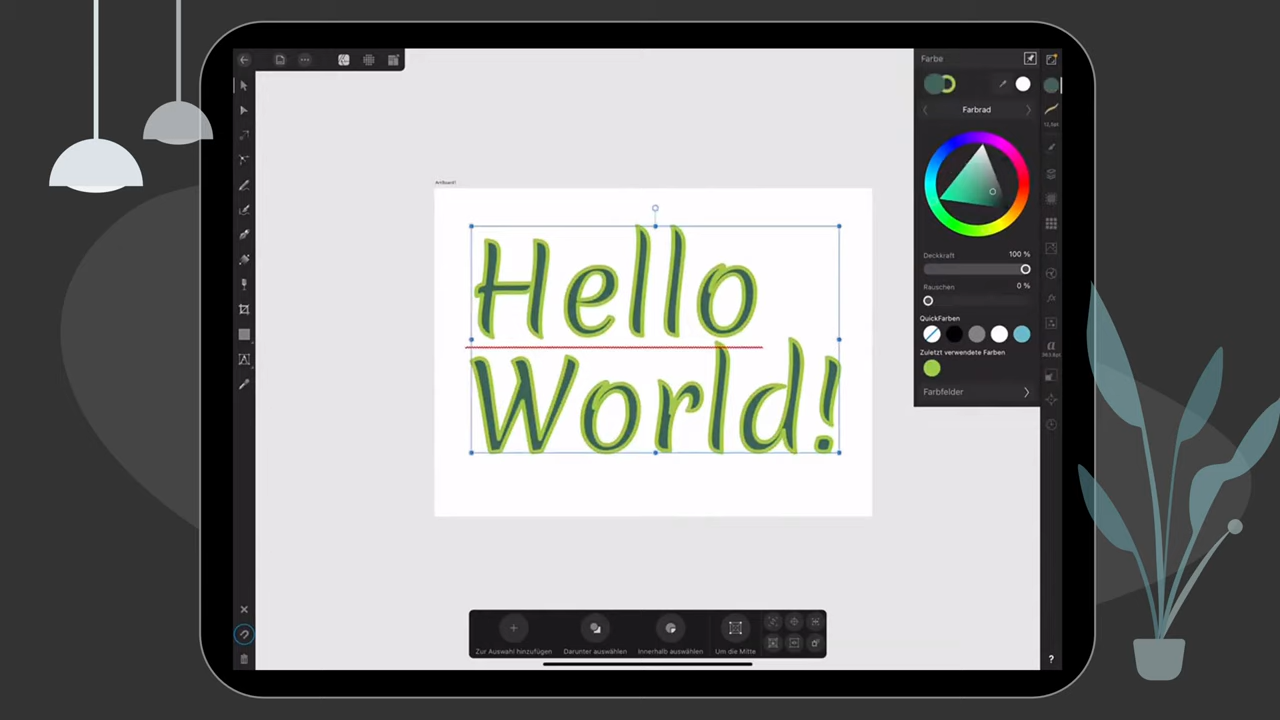 Farbe
Farbrad
Artboard1
Hello
World!
Deckkraft 100 %
Rauschen 0 %
QuickFarben
Zuletzt verwendete Farben
Farbfelder
Zur Auswahl hinzufügen
Darunter auswählen
Innerhalb auswählen
Um die Mitte
?